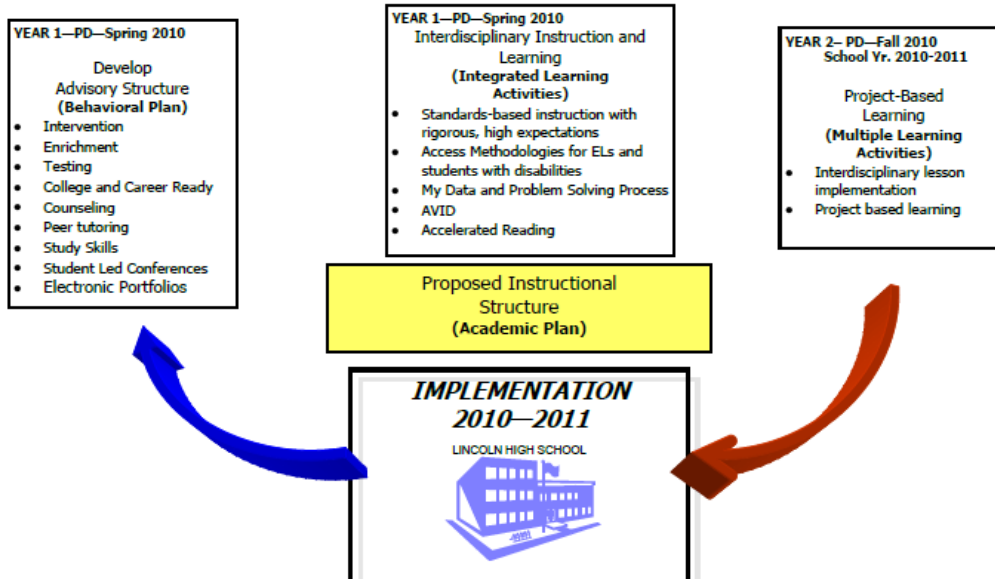 YEAR 1—PD—Spring 2010
Develop
Advisory Structure
(Behavioral Plan)
• Intervention
• Enrichment
• Testing
• College and Career Ready
• Counseling
• Peer tutoring
• Study Skills
• Student Led Conferences
• Electronic Portfolios
YEAR 1—PD—Spring 2010
Interdisciplinary Instruction and
Learning
(Integrated Learning
Activities)
• Standards-based instruction with
rigorous, high expectations
• Access Methodologies for ELs and
students with disabilities
• My Data and Problem Solving Process
• AVID
• Accelerated Reading
YEAR 2– PD—Fall 2010
School Yr. 2010-2011
Project-Based
Learning
(Multiple Learning
Activities)
• Interdisciplinary lesson
implementation
• Project based learning
Proposed Instructional
Structure
(Academic Plan)
IMPLEMENTATION
2010—2011
LINCOLN HIGH SCHOOL